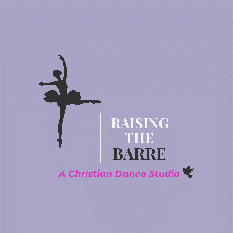 RAISING
THE
BARRE
A Christian Dance Studio